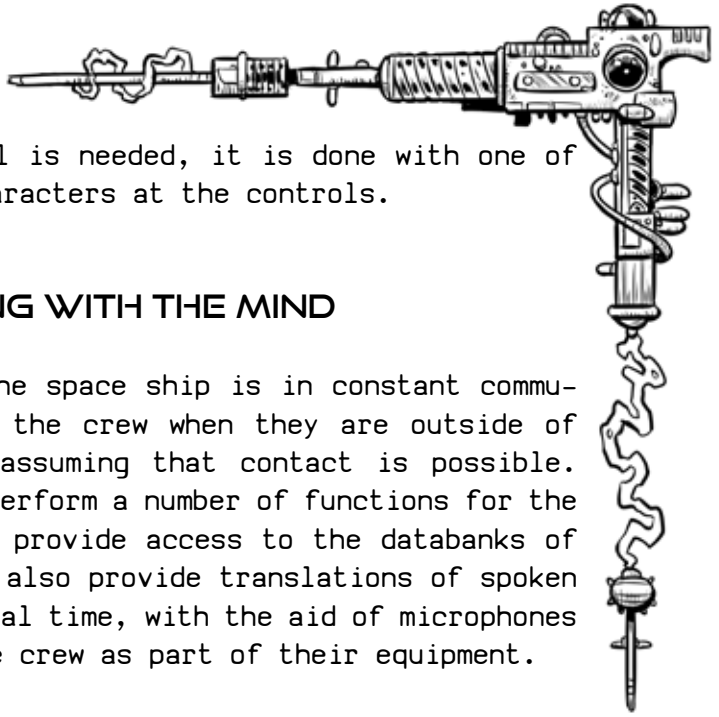 l is needed, it is done with one of
aracters at the controls.
NG WITH THE MIND
he space ship is in constant commu-
the crew when they are outside of
assuming that contact is possible.
erform a number of functions for the
provide access to the databanks of
also provide translations of spoken
al time, with the aid of microphones
e crew as part of their equipment.